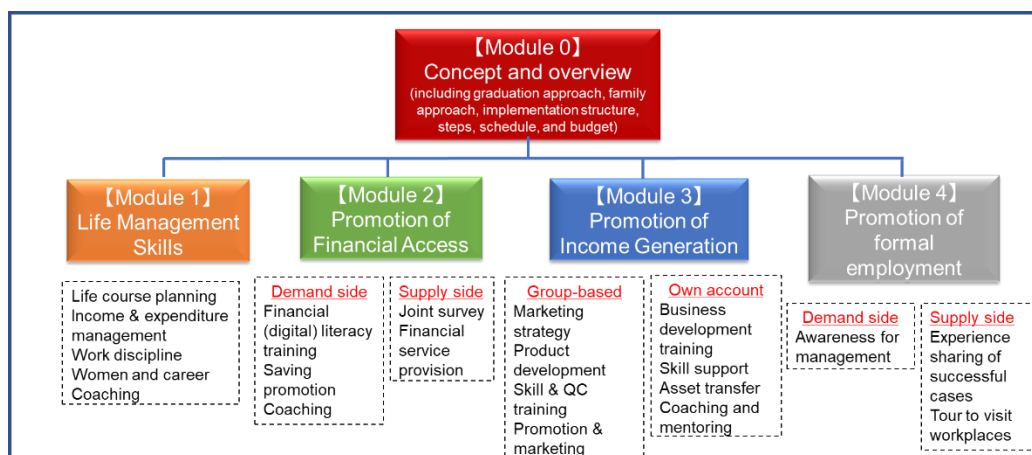 【Module 0】
Concept and overview
(including graduation approach, family
approach, implementation structure,
steps, schedule, and budget)
【Module 1】
Life Management
Skills
Life course planning
Income & expenditure
management
Work discipline
Women and career
Coaching
【Module 2】
Promotion of
Financial Access
Demand side
Financial
(digital) literacy
training
Saving
promotion
Coaching
Supply side
Joint survey
Financial
service
provision
【Module 3】
Promotion of
Income Generation
Group-based
Marketing
strategy
Product
development
Skill & QC
training
Promotion &
marketing
Own account
Business
development
training
Skill support
Asset transfer
Coaching and
mentoring
【Module 4】
Promotion of
formal
employment
Demand side
Awareness for
management
Supply side
Experience
sharing of
successful
cases
Tour to visit
workplaces